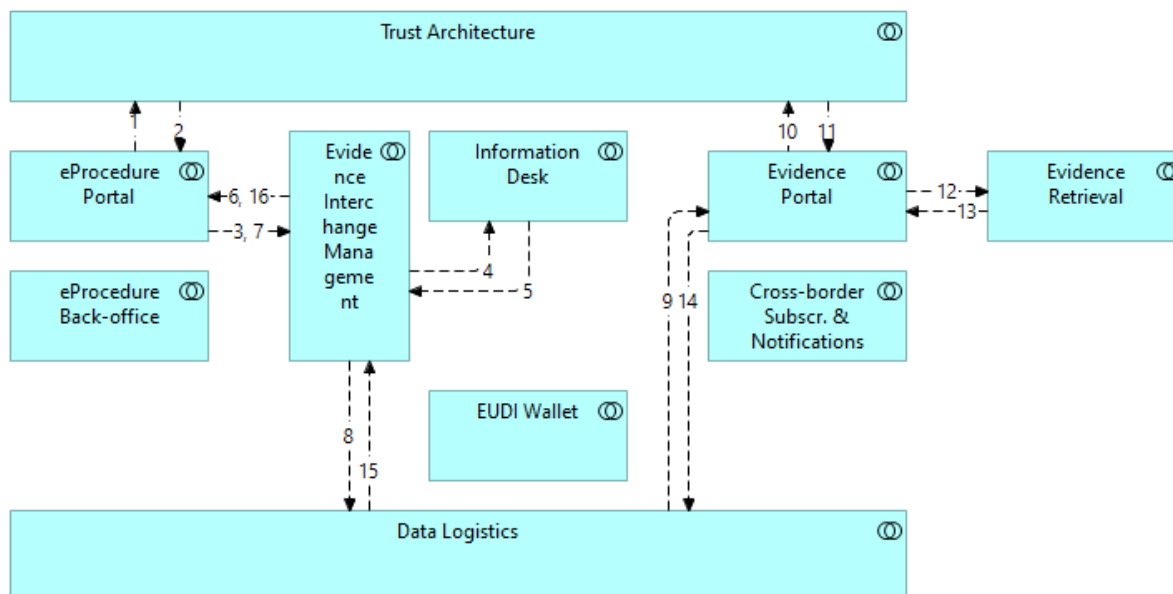 Trust Architecture
1
2
10
11
eProcedure
Portal
6, 16
3, 7
Evide
nce
Interc
hange
Mana
geme
nt
Information
Desk
4
5
Evidence
Portal
12
13
Evidence
Retrieval
eProcedure
Back-office
9
14
Cross-border
Subscr. &
Notifications
EUDI Wallet
8
15
Data Logistics